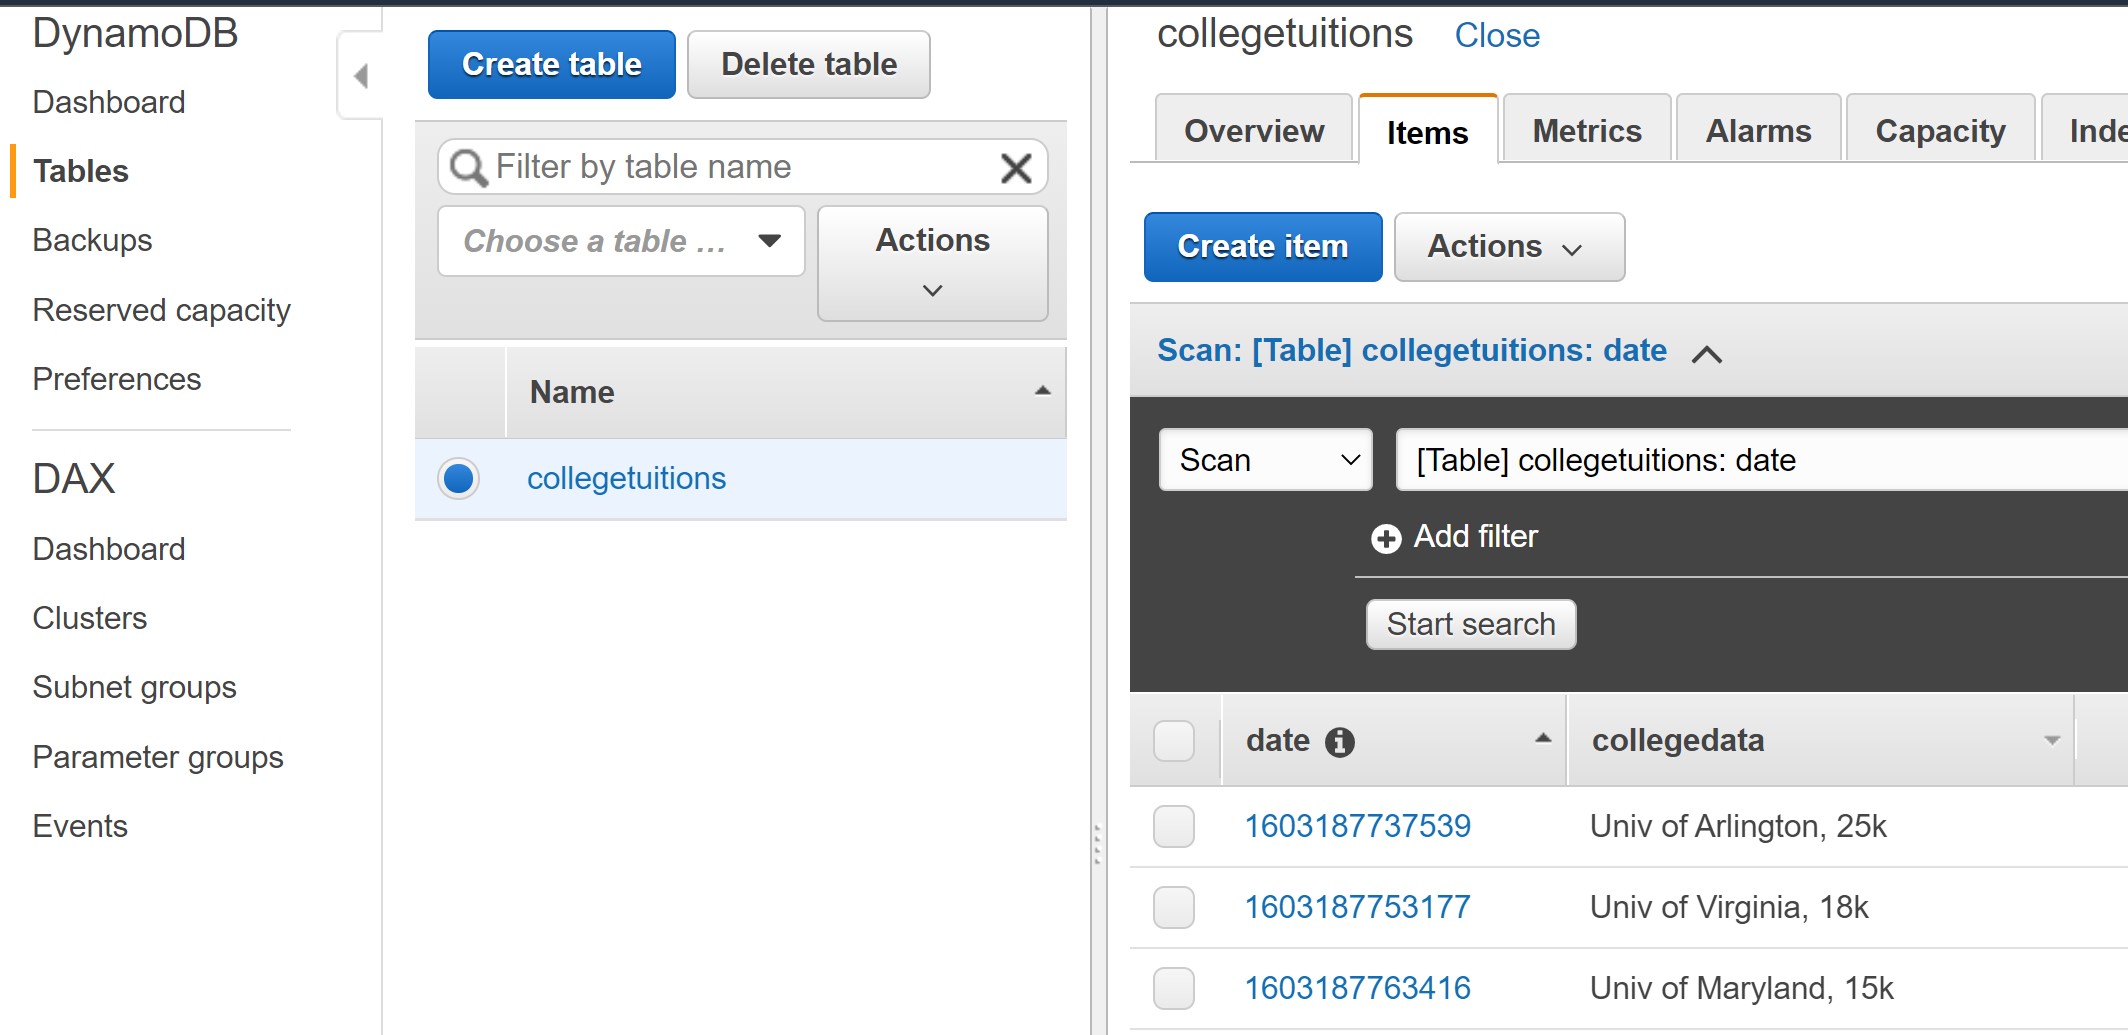 DynamoDB
Dashboard
Tables
Backups
Reserved capacity
Preferences
DAX
Dashboard
Clusters
Subnet groups
Parameter groups
Events
Create table
Delete table
Filter by table name
Choose a table ...
Actions
Name
collegetuitions
collegetuitions Close
Overview Items Metrics Alarms Capacity Inde
Create item Actions
Scan: [Table] collegetuitions: date
Scan [Table] collegetuitions: date
Add filter
Start search
date collegedata
1603187737539 Univ of Arlington, 25k
1603187753177 Univ of Virginia, 18k
1603187763416 Univ of Maryland, 15k